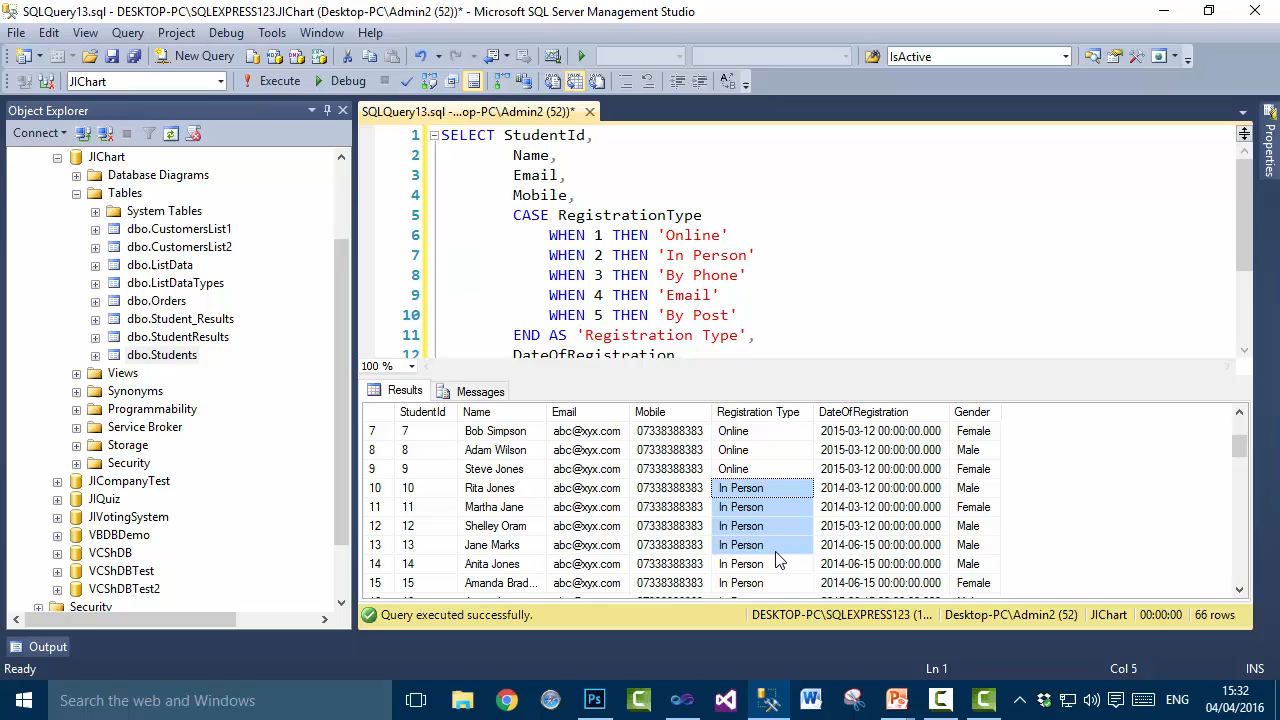 SQLQuery13.sql - DESKTOP-PC\SQLEXPRESS123.JIChart (Desktop-PC\Admin2 (52))* - Microsoft SQL Server Management Studio
File Edit View Query Project Debug Tools Window Help
New Query IsActive
JIChart Execute Debug
Object Explorer
Connect
JIChart
Database Diagrams
Tables
System Tables
dbo.CustomersList1
dbo.CustomersList2
dbo.ListData
dbo.ListDataTypes
dbo.Orders
dbo.Student_Results
dbo.StudentResults
dbo.Students
Views
Synonyms
Programmability
Service Broker
Storage
Security
JICompanyTest
JIQuiz
JIVotingSystem
VBDBDemo
VCShDB
VCShDBTest
VCShDBTest2
Security
SQLQuery13.sql -...op-PC\Admin2 (52))*
Properties
1 SELECT StudentId,
2 Name,
3 Email,
4 Mobile,
5 CASE RegistrationType
6 WHEN 1 THEN 'Online'
7 WHEN 2 THEN 'In Person'
8 WHEN 3 THEN 'By Phone'
9 WHEN 4 THEN 'Email'
10 WHEN 5 THEN 'By Post'
11 END AS 'Registration Type',
12 DateOfRegistration
100 %
Results Messages
StudentId Name Email Mobile Registration Type DateOfRegistration Gender
7 7 Bob Simpson abc@xyx.com 07338388383 Online 2015-03-12 00:00:00.000 Female
8 8 Adam Wilson abc@xyx.com 07338388383 Online 2015-03-12 00:00:00.000 Male
9 9 Steve Jones abc@xyx.com 07338388383 Online 2015-03-12 00:00:00.000 Female
10 10 Rita Jones abc@xyx.com 07338388383 In Person 2014-03-12 00:00:00.000 Male
11 11 Martha Jane abc@xyx.com 07338388383 In Person 2014-03-12 00:00:00.000 Female
12 12 Shelley Oram abc@xyx.com 07338388383 In Person 2015-03-12 00:00:00.000 Male
13 13 Jane Marks abc@xyx.com 07338388383 In Person 2014-06-15 00:00:00.000 Male
14 14 Anita Jones abc@xyx.com 07338388383 In Person 2014-06-15 00:00:00.000 Male
15 15 Amanda Brad... abc@xyx.com 07338388383 In Person 2014-06-15 00:00:00.000 Female
Query executed successfully. DESKTOP-PC\SQLEXPRESS123 (1... Desktop-PC\Admin2 (52) JIChart 00:00:00 66 rows
Output
Ready Ln 1 Col 5 INS
Search the web and Windows
ENG
15:32
04/04/2016